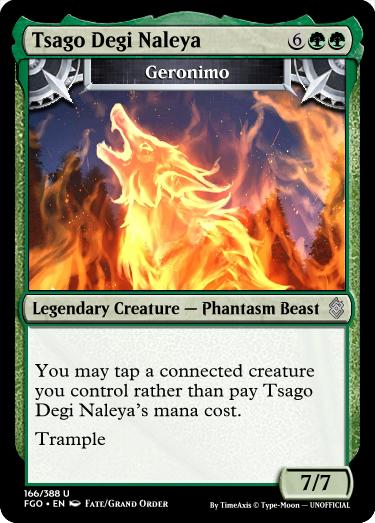 Tsago Degi Naleya 6
Geronimo
Legendary Creature — Phantasm Beast
You may tap a connected creature
you control rather than pay Tsago
Degi Naleya's mana cost.
Trample
7/7
166/388 U
FGO • EN Fate/Grand Order
By TimeAxis © Type-Moon — UNOFFICIAL